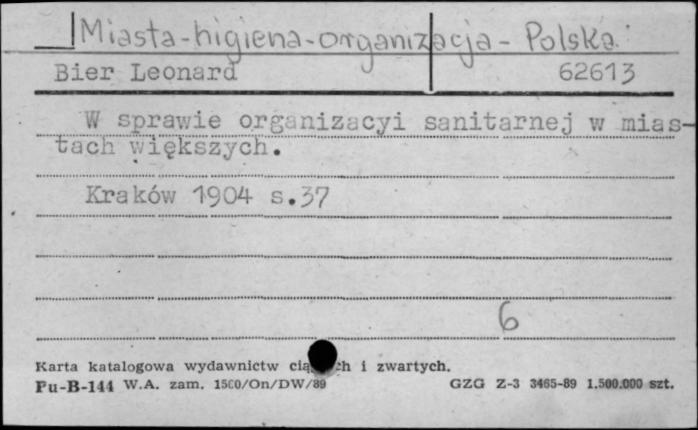 Miasta-higiena-organizacja - Polska.
Bier Leonard 62613
W sprawie organizacyi sanitarnej w mias-
tach większych.
Kraków 1904 s.37
6
Karta katalogowa wydawnictw i zwartych.
Pu-B-144 W.A. zam. 1500/On/DW/89 GZG Z-3 3465-89 1.500.000 szt.